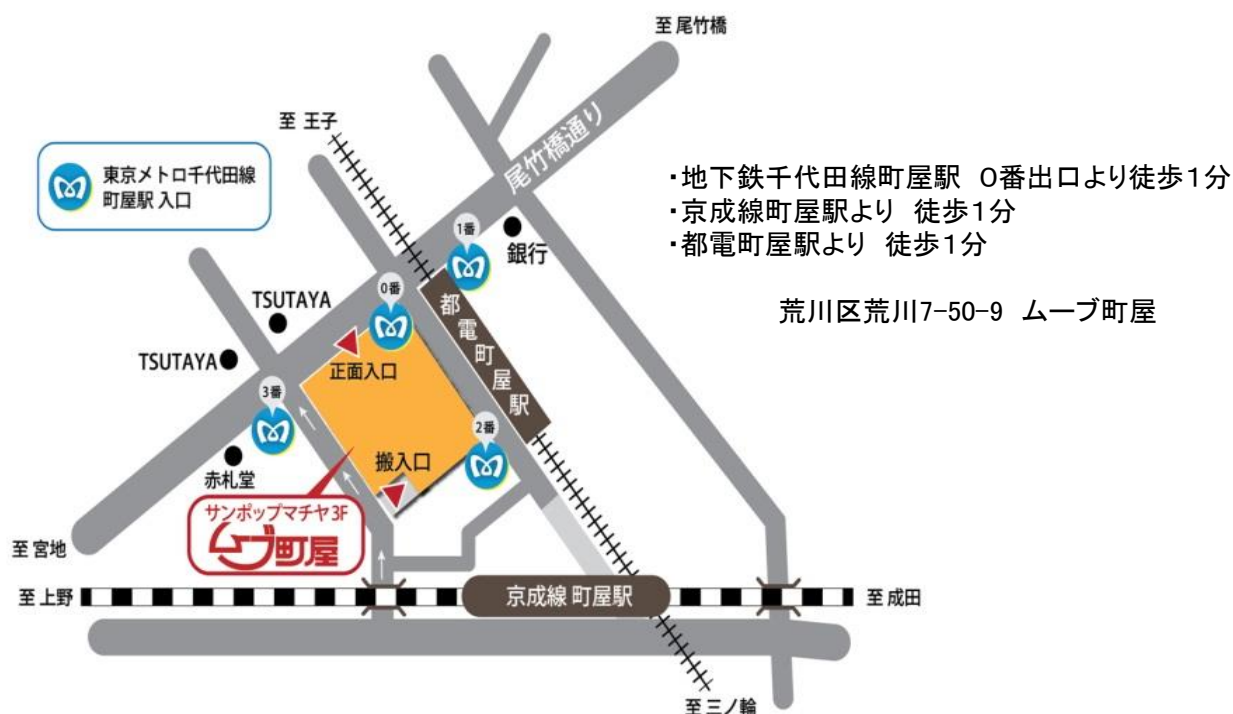 至 尾竹橋
至 王子
尾竹橋通り
東京メトロ千代田線
町屋駅 入口
・地下鉄千代田線町屋駅　0番出口より徒歩1分
・京成線町屋駅より　徒歩1分
・都電町屋駅より　徒歩1分
荒川区荒川7-50-9　ムーブ町屋
1番
銀行
0番
TSUTAYA
都電町屋駅
TSUTAYA
正面入口
3番
2番
搬入口
赤札堂
サンポップマチヤ3F
ムーブ町屋
至 宮地
至 上野
京成線 町屋駅
至 成田
至 三ノ輪